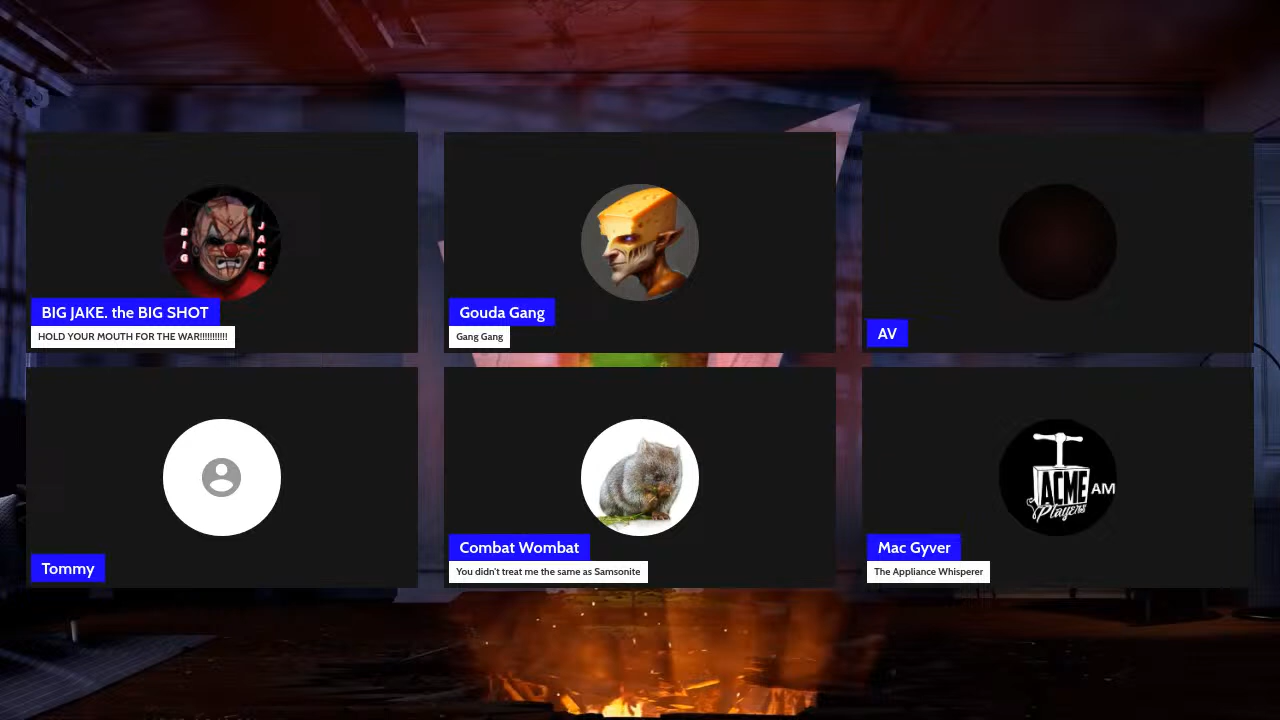 BIG
JAKE
BIG JAKE. the BIG SHOT
HOLD YOUR MOUTH FOR THE WAR!!!!!!!!!!!
Gouda Gang
Gang Gang
AV
Tommy
Combat Wombat
You didn't treat me the same as Samsonite
ACME
Players
AM
Mac Gyver
The Appliance Whisperer